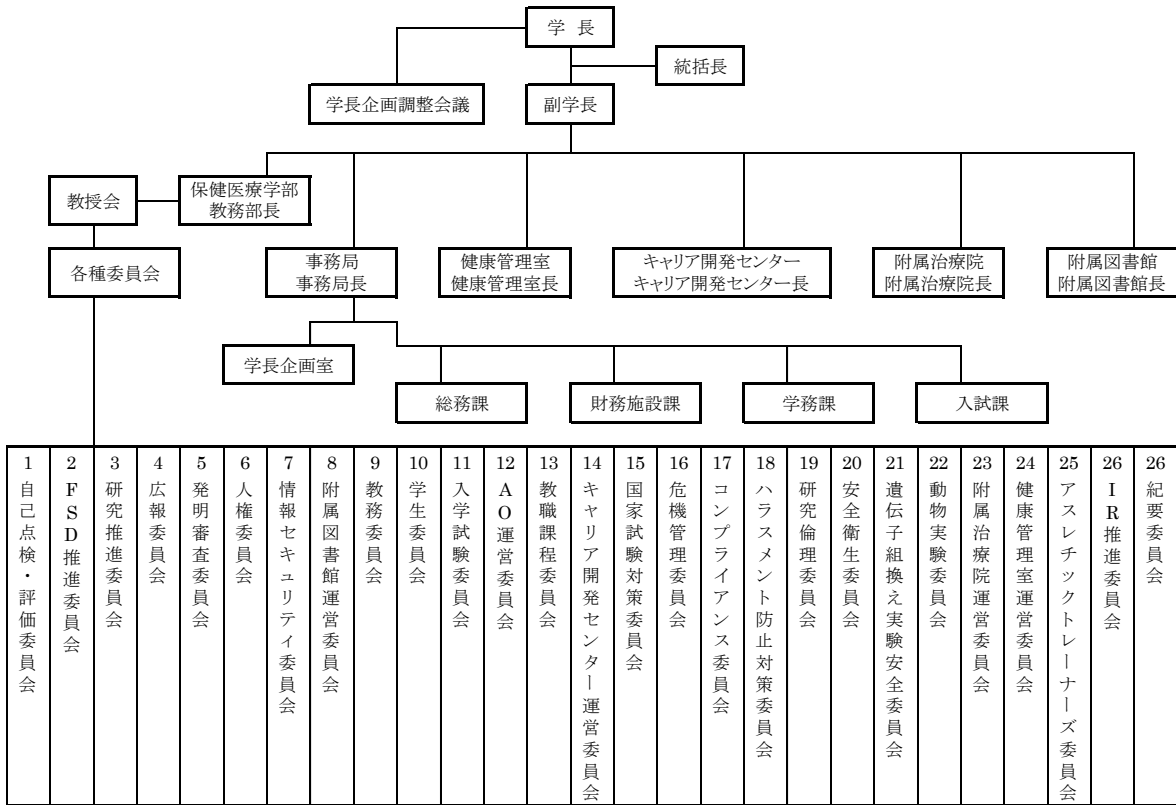 学 長
統括長
学長企画調整会議
副学長
教授会
保健医療学部
教務部長
各種委員会
事務局
事務局長
健康管理室
健康管理室長
キャリア開発センター
キャリア開発センター長
附属治療院
附属治療院長
附属図書館
附属図書館長
学長企画室
総務課
財務施設課
学務課
入試課
1 自己点検・評価委員会
2 FSD推進委員会
3 研究推進委員会
4 広報委員会
5 発明審査委員会
6 人権委員会
7 情報セキュリティ委員会
8 附属図書館運営委員会
9 教務委員会
10 学生委員会
11 入学試験委員会
12 AO運営委員会
13 教職課程委員会
14 キャリア開発センター運営委員会
15 国家試験対策委員会
16 危機管理委員会
17 コンプライアンス委員会
18 ハラスメント防止対策委員会
19 研究倫理委員会
20 安全衛生委員会
21 遺伝子組換え実験安全委員会
22 動物実験委員会
23 附属治療院運営委員会
24 健康管理室運営委員会
25 アスレチックトレーナーズ委員会
26 IR推進委員会
26 紀要委員会